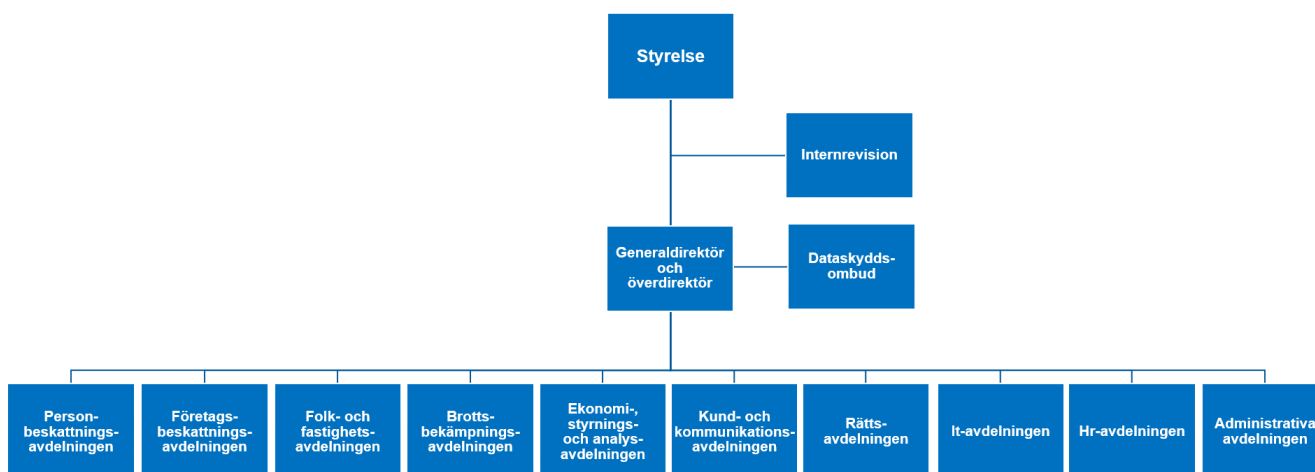 Styrelse
Internrevision
Generaldirektör
och
överdirektör
Dataskydds-
ombud
Person-
beskattnings-
avdelningen
Företags-
beskattnings-
avdelningen
Folk- och
fastighets-
avdelningen
Brotts-
bekämpnings-
avdelningen
Ekonomi-,
styrnings-
och analys-
avdelningen
Kund- och
kommunikations-
avdelningen
Rätts-
avdelningen
It-avdelningen
Hr-avdelningen
Administrativa
avdelningen